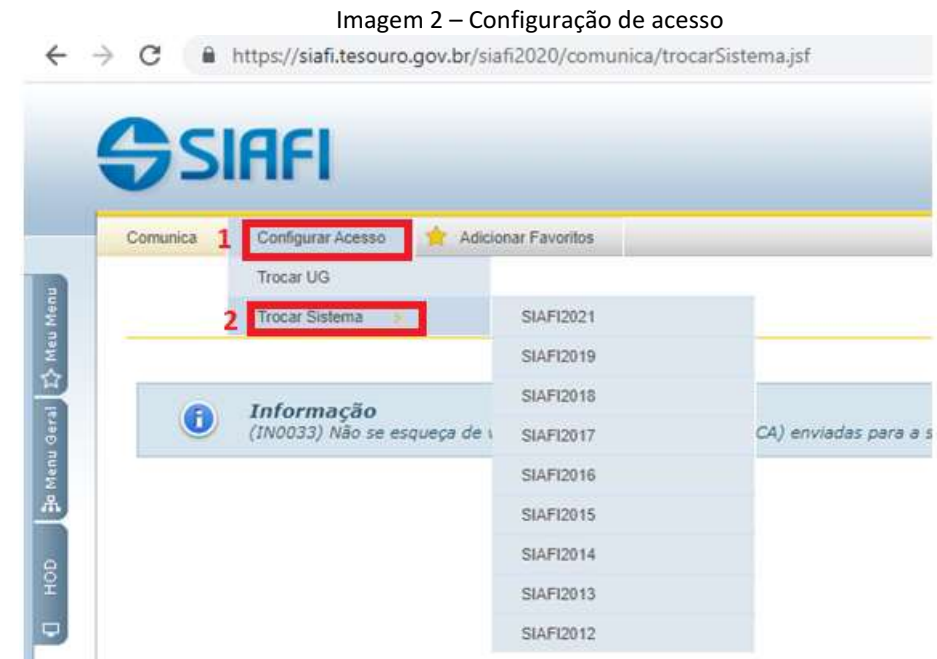 Imagem 2 – Configuração de acesso
https://siafi.tesouro.gov.br/siafi2020/comunica/trocarSistema.jsf
SIAFI
Comunica 1 Configurar Acesso Adicionar Favoritos
Trocar UG
2 Trocar Sistema
SIAFI2021
SIAFI2019
SIAFI2018
SIAFI2017
SIAFI2016
SIAFI2015
SIAFI2014
SIAFI2013
SIAFI2012
Informação
(IN0033) Não se esqueça de CA) enviadas para a
Meu Menu
Menu Geral
HOD